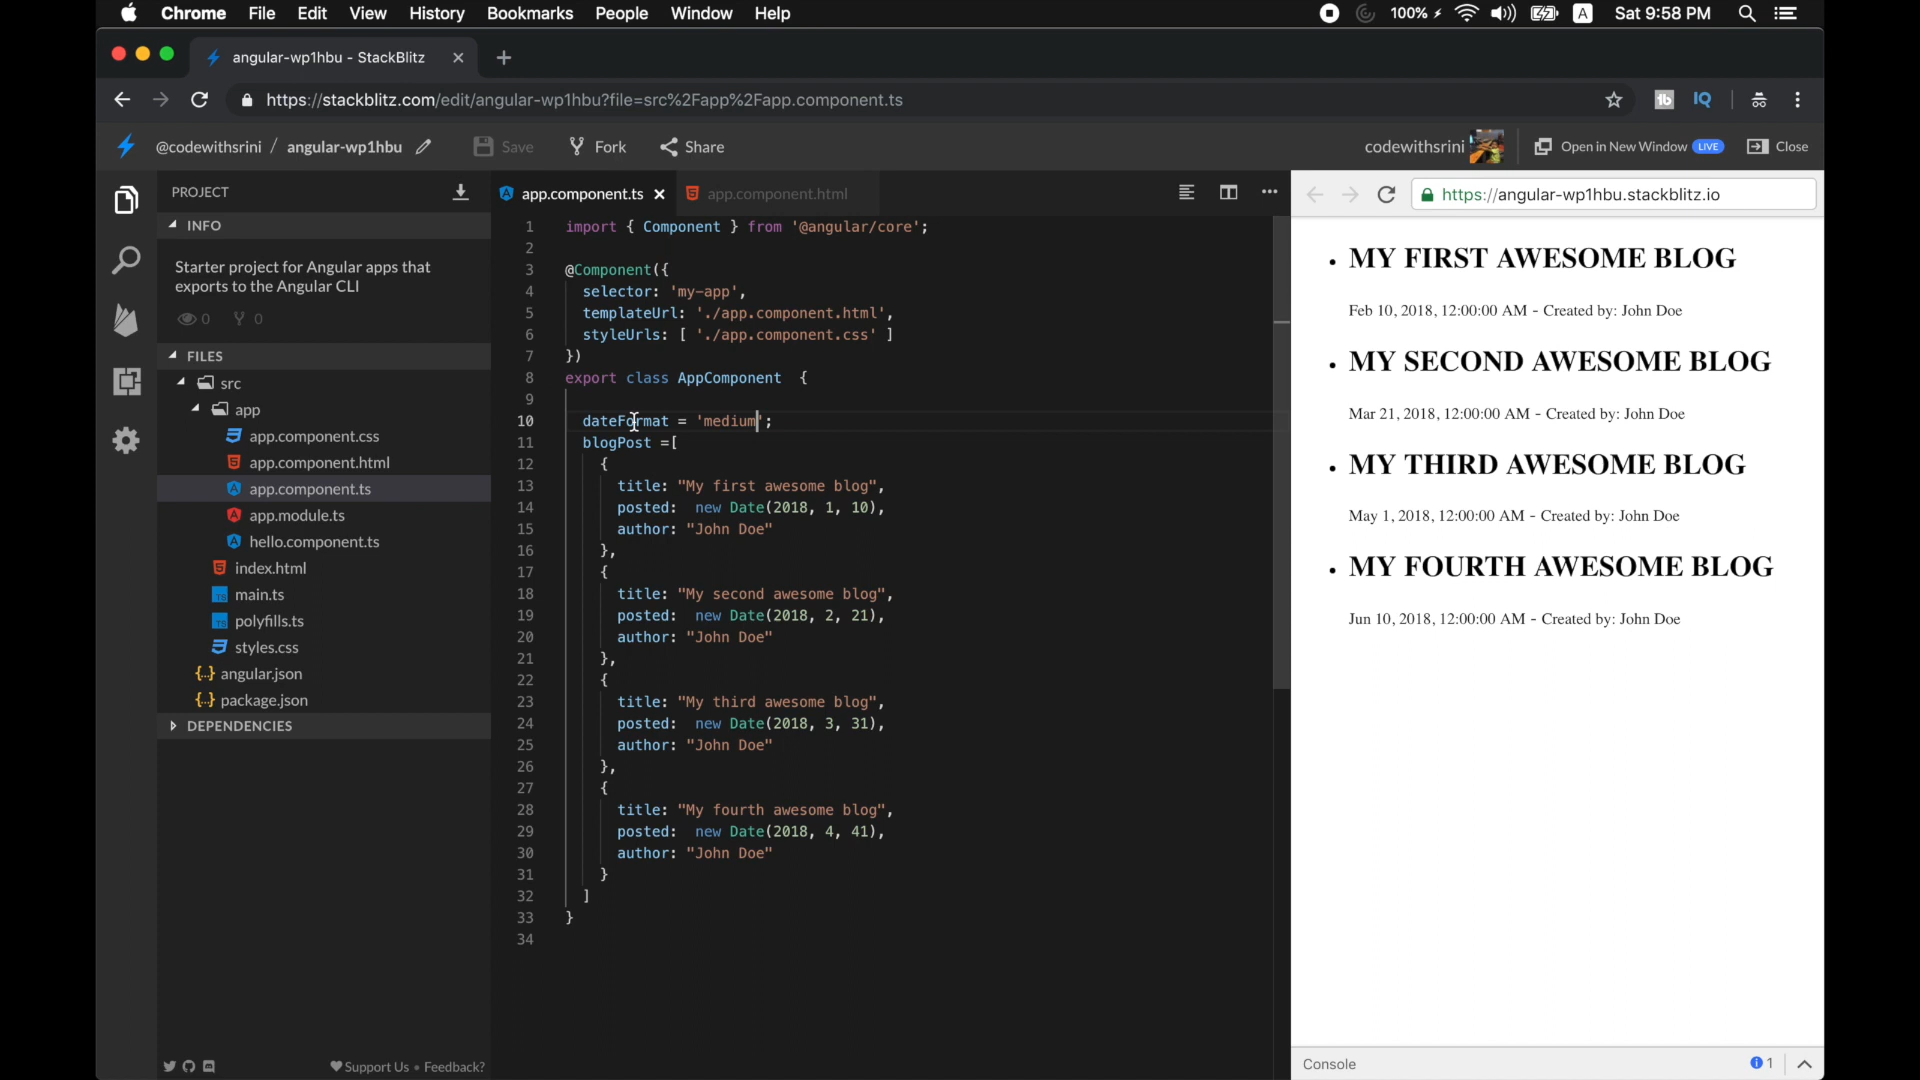 Chrome File Edit View History Bookmarks People Window Help 100% A Sat 9:58 PM
angular-wp1hbu - StackBlitz
https://stackblitz.com/edit/angular-wp1hbu?file=src%2Fapp%2Fapp.component.ts tb IQ
@codewithsrini / angular-wp1hbu Save Fork Share codewithsrini Open in New Window LIVE Close
PROJECT
INFO
Starter project for Angular apps that
exports to the Angular CLI
0 0
FILES
src
app
app.component.css
app.component.html
app.component.ts
app.module.ts
hello.component.ts
index.html
TS main.ts
TS polyfills.ts
styles.css
{..} angular.json
{..} package.json
DEPENDENCIES
Support Us • Feedback?
app.component.ts app.component.html
1 import { Component } from '@angular/core';
2
3 @Component({
4 selector: 'my-app',
5 templateUrl: './app.component.html',
6 styleUrls: [ './app.component.css' ]
7 })
8 export class AppComponent {
9
10 dateFormat = 'medium';
11 blogPost =[
12 {
13 title: "My first awesome blog",
14 posted: new Date(2018, 1, 10),
15 author: "John Doe"
16 },
17 {
18 title: "My second awesome blog",
19 posted: new Date(2018, 2, 21),
20 author: "John Doe"
21 },
22 {
23 title: "My third awesome blog",
24 posted: new Date(2018, 3, 31),
25 author: "John Doe"
26 },
27 {
28 title: "My fourth awesome blog",
29 posted: new Date(2018, 4, 41),
30 author: "John Doe"
31 }
32 ]
33 }
34
https://angular-wp1hbu.stackblitz.io
• MY FIRST AWESOME BLOG
Feb 10, 2018, 12:00:00 AM - Created by: John Doe
• MY SECOND AWESOME BLOG
Mar 21, 2018, 12:00:00 AM - Created by: John Doe
• MY THIRD AWESOME BLOG
May 1, 2018, 12:00:00 AM - Created by: John Doe
• MY FOURTH AWESOME BLOG
Jun 10, 2018, 12:00:00 AM - Created by: John Doe
Console 1